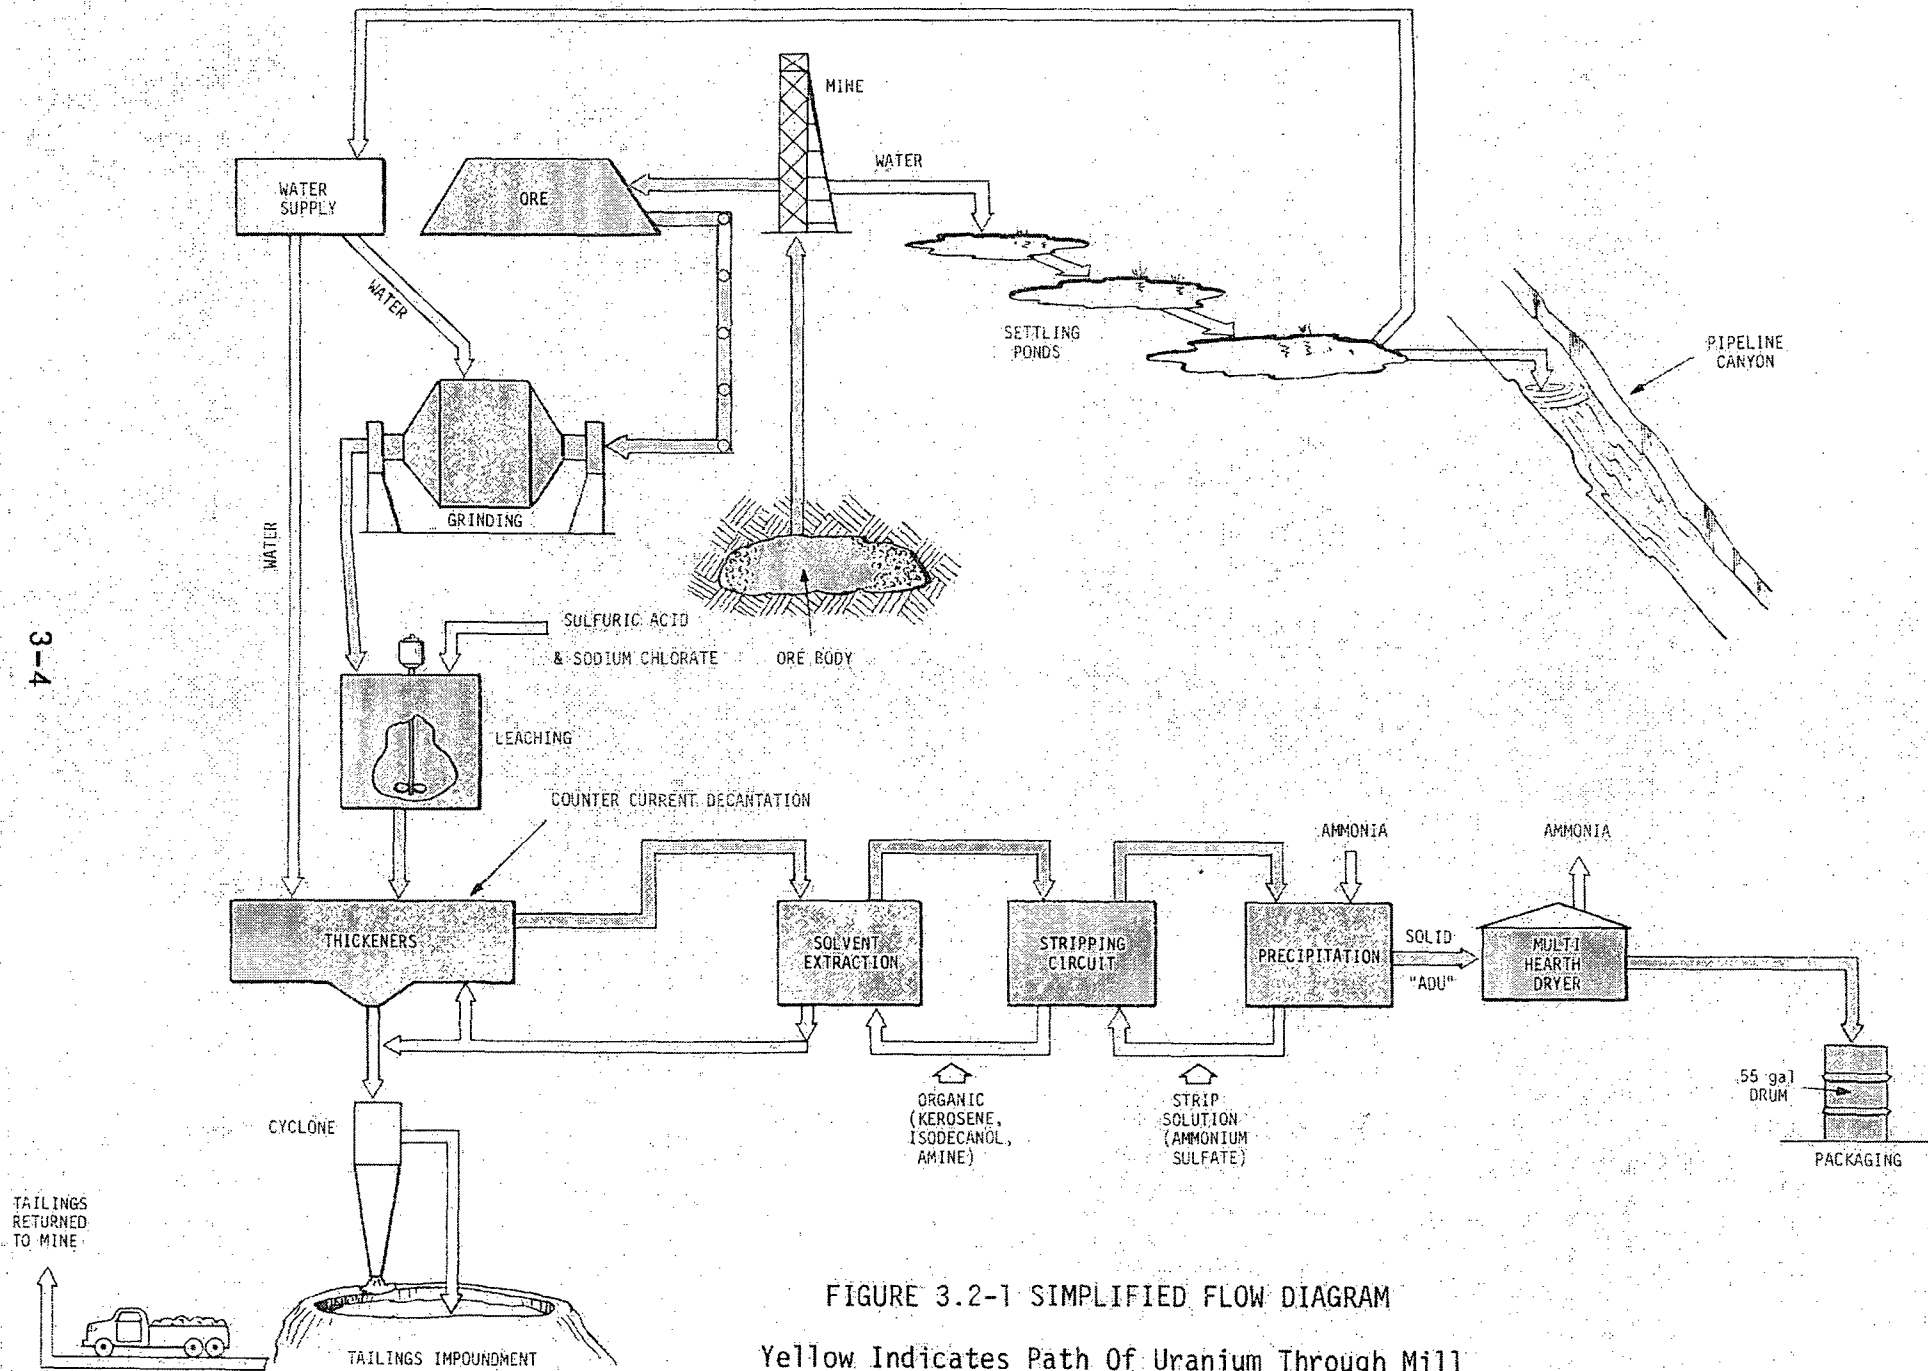 MINE
WATER
WATER
SUPPLY
ORE
WATER
SETTLING
PONDS
PIPELINE
CANYON
GRINDING
WATER
SULFURIC ACID
& SODIUM CHLORATE
ORE BODY
3-4
LEACHING
COUNTER CURRENT DECANTATION
AMMONIA
AMMONIA
THICKENERS
SOLVENT
EXTRACTION
STRIPPING
CIRCUIT
PRECIPITATION
SOLID
"ADU"
MULTI
HEARTH
DRYER
55 gal
DRUM
ORGANIC
(KEROSENE,
ISODECANOL,
AMINE)
STRIP
SOLUTION
(AMMONIUM
SULFATE)
CYCLONE
PACKAGING
TAILINGS
RETURNED
TO MINE
TAILINGS IMPOUNDMENT
FIGURE 3.2-1 SIMPLIFIED FLOW DIAGRAM
Yellow Indicates Path Of Uranium Through Mill